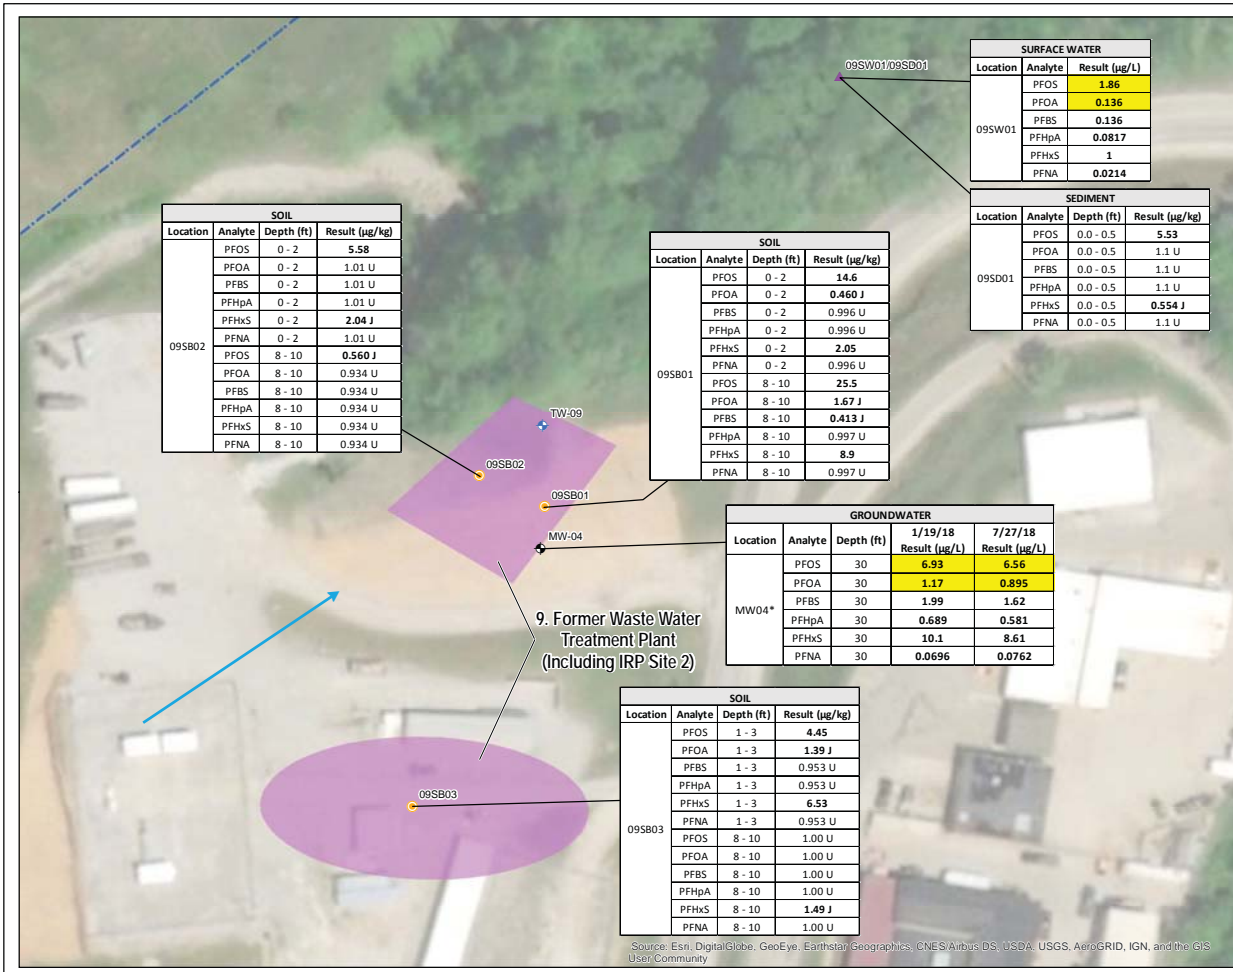 09SW01/09SD01
SURFACE WATER
Location Analyte Result (µg/L)
09SW01
PFOS 1.86
PFOA 0.136
PFBS 0.136
PFHpA 0.0817
PFHxS 1
PFNA 0.0214
SEDIMENT
Location Analyte Depth (ft) Result (µg/kg)
09SD01
PFOS 0.0 - 0.5 5.53
PFOA 0.0 - 0.5 1.1 U
PFBS 0.0 - 0.5 1.1 U
PFHpA 0.0 - 0.5 1.1 U
PFHxS 0.0 - 0.5 0.554 J
PFNA 0.0 - 0.5 1.1 U
SOIL
Location Analyte Depth (ft) Result (µg/kg)
09SB02
PFOS 0 - 2 5.58
PFOA 0 - 2 1.01 U
PFBS 0 - 2 1.01 U
PFHpA 0 - 2 1.01 U
PFHxS 0 - 2 2.04 J
PFNA 0 - 2 1.01 U
PFOS 8 - 10 0.560 J
PFOA 8 - 10 0.934 U
PFBS 8 - 10 0.934 U
PFHpA 8 - 10 0.934 U
PFHxS 8 - 10 0.934 U
PFNA 8 - 10 0.934 U
SOIL
Location Analyte Depth (ft) Result (µg/kg)
09SB01
PFOS 0 - 2 14.6
PFOA 0 - 2 0.460 J
PFBS 0 - 2 0.996 U
PFHpA 0 - 2 0.996 U
PFHxS 0 - 2 2.05
PFNA 0 - 2 0.996 U
PFOS 8 - 10 25.5
PFOA 8 - 10 1.67 J
PFBS 8 - 10 0.413 J
PFHpA 8 - 10 0.997 U
PFHxS 8 - 10 8.9
PFNA 8 - 10 0.997 U
TW-09
09SB02
09SB01
MW-04
GROUNDWATER
Location Analyte Depth (ft) 1/19/18 Result (µg/L) 7/27/18 Result (µg/L)
MW04*
PFOS 30 6.93 6.56
PFOA 30 1.17 0.895
PFBS 30 1.99 1.62
PFHpA 30 0.689 0.581
PFHxS 30 10.1 8.61
PFNA 30 0.0696 0.0762
9. Former Waste Water
Treatment Plant
(Including IRP Site 2)
09SB03
SOIL
Location Analyte Depth (ft) Result (µg/kg)
09SB03
PFOS 1 - 3 4.45
PFOA 1 - 3 1.39 J
PFBS 1 - 3 0.953 U
PFHpA 1 - 3 0.953 U
PFHxS 1 - 3 6.53
PFNA 1 - 3 0.953 U
PFOS 8 - 10 1.00 U
PFOA 8 - 10 1.00 U
PFBS 8 - 10 1.00 U
PFHpA 8 - 10 1.00 U
PFHxS 8 - 10 1.49 J
PFNA 8 - 10 1.00 U
Source: Esri, DigitalGlobe, GeoEye, Earthstar Geographics, CNES/Airbus DS, USDA, USGS, AeroGRID, IGN, and the GIS
User Community